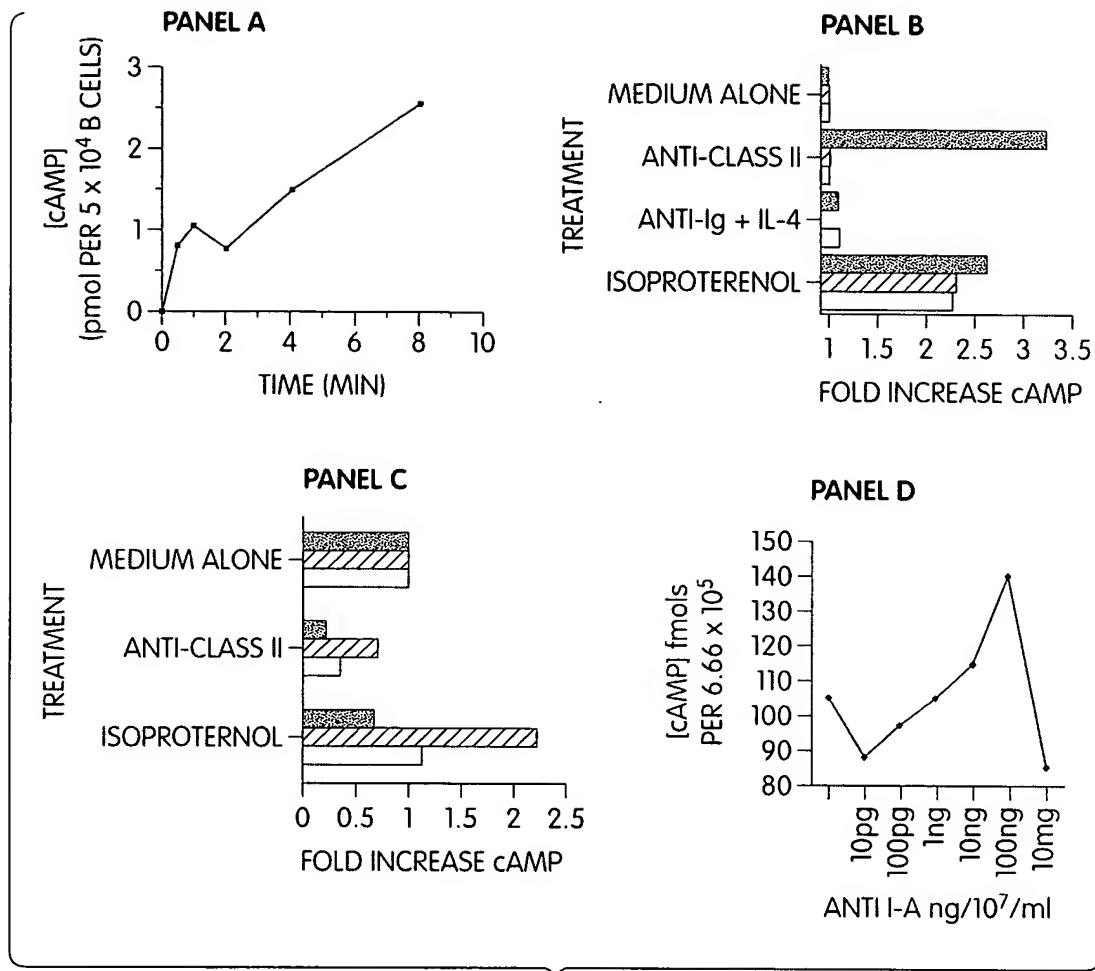 PANEL A
[cAMP]
(pmol PER 5 x 10⁴ B CELLS)
3
2
1
0
0 2 4 6 8 10
TIME (MIN)
PANEL B
TREATMENT
MEDIUM ALONE
ANTI-CLASS II
ANTI-Ig + IL-4
ISOPROTERENOL
1 1.5 2 2.5 3 3.5
FOLD INCREASE cAMP
PANEL C
TREATMENT
MEDIUM ALONE
ANTI-CLASS II
ISOPROTERNOL
0 0.5 1 1.5 2 2.5
FOLD INCREASE cAMP
PANEL D
[cAMP] fmols
PER 6.66 x 10⁵
150
140
130
120
110
100
90
80
10pg 100pg 1ng 10ng 100ng 10mg
ANTI I-A ng/10⁷/ml